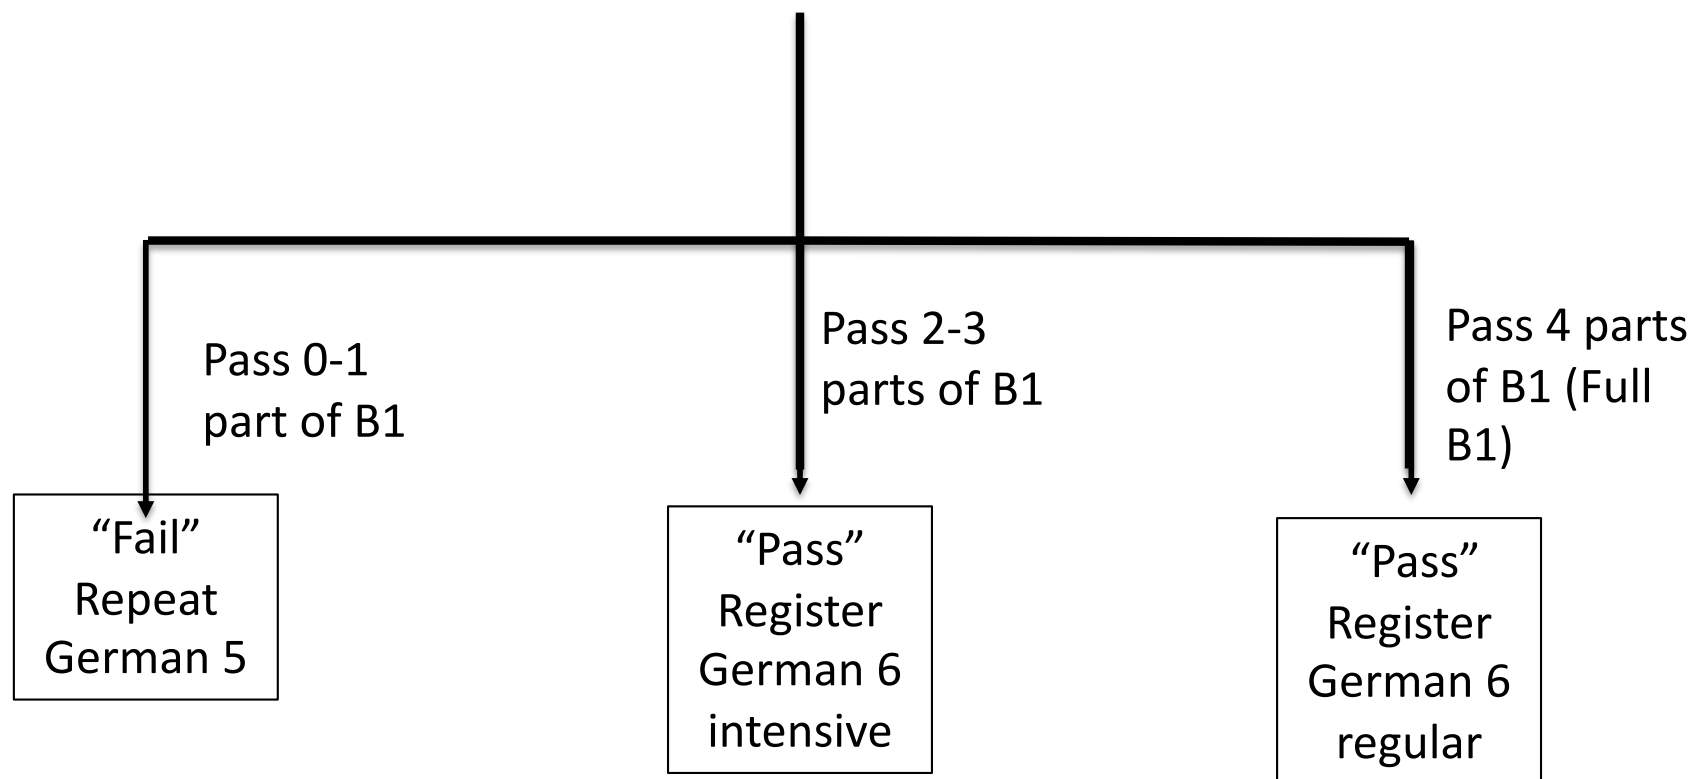 Pass 0-1
part of B1
Pass 2-3
parts of B1
Pass 4 parts
of B1 (Full
B1)
“Fail”
Repeat
German 5
“Pass”
Register
German 6
intensive
“Pass”
Register
German 6
regular